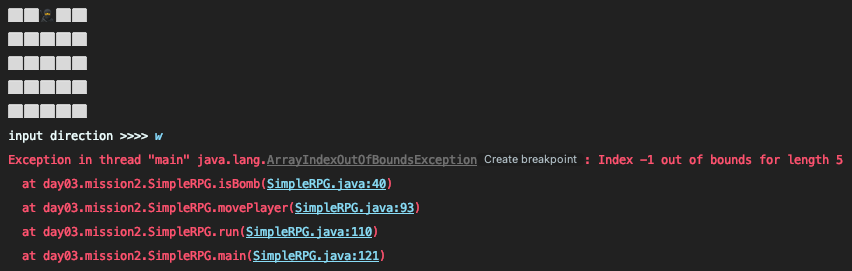 input direction >>>> w
Exception in thread "main" java.lang.ArrayIndexOutOfBoundsException Create breakpoint : Index -1 out of bounds for length 5
at day03.mission2.SimpleRPG.isBomb(SimpleRPG.java:40)
at day03.mission2.SimpleRPG.movePlayer(SimpleRPG.java:93)
at day03.mission2.SimpleRPG.run(SimpleRPG.java:110)
at day03.mission2.SimpleRPG.main(SimpleRPG.java:121)